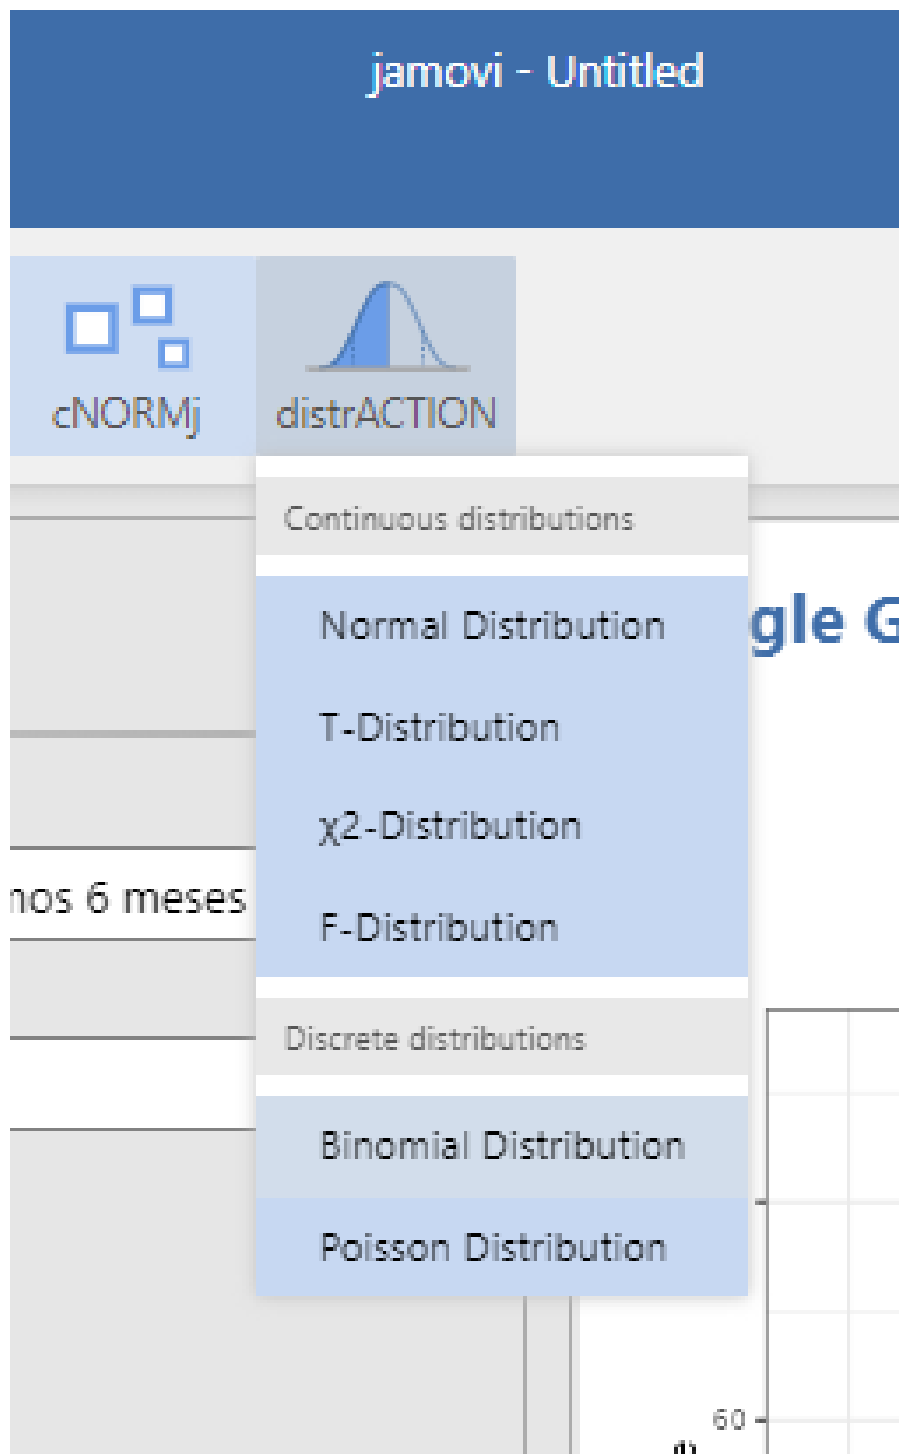 jamovi - Untitled
cNORMj
distrACTION
Continuous distributions
Normal Distribution
gle G
T-Distribution
χ2-Distribution
nos 6 meses
F-Distribution
Discrete distributions
Binomial Distribution
Poisson Distribution
60